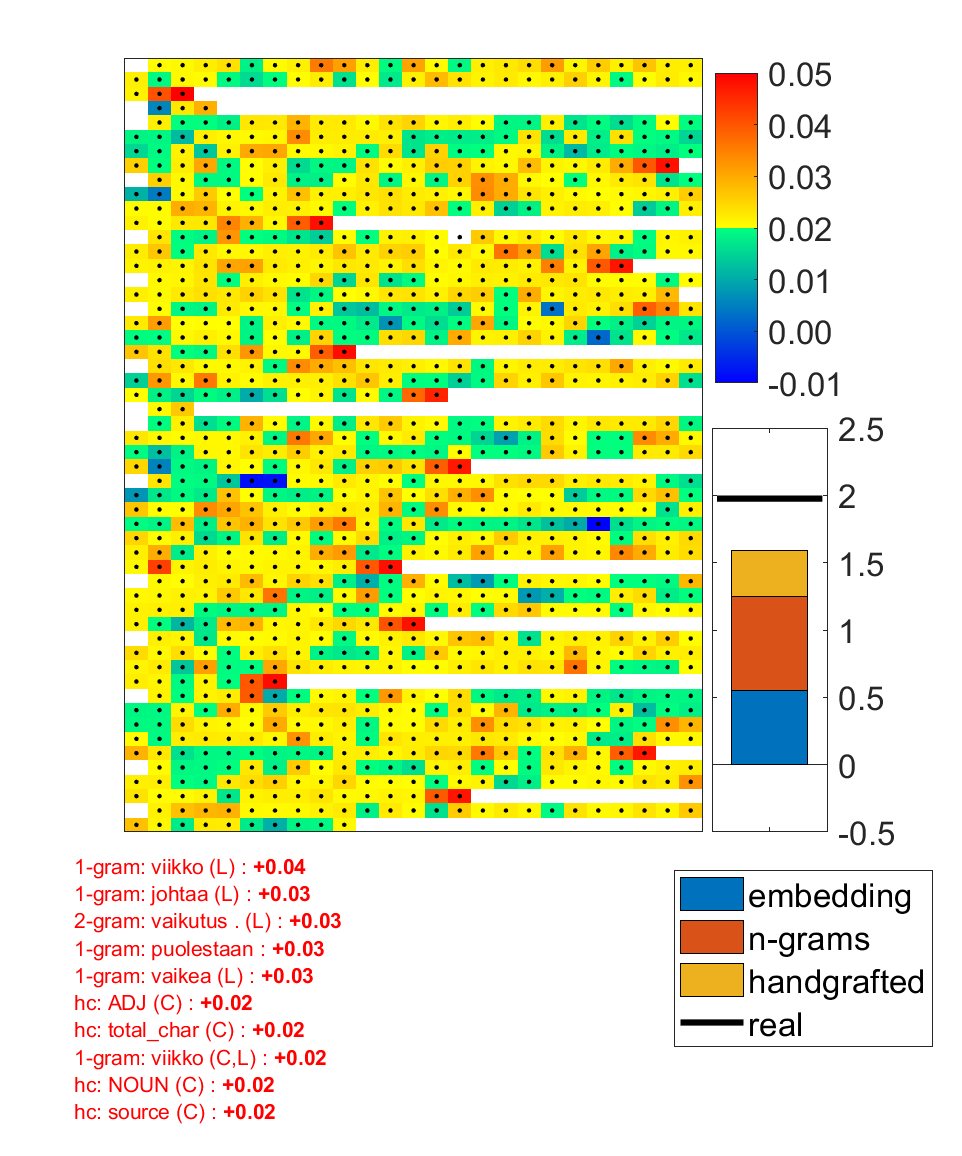 0.05
0.04
0.03
0.02
0.01
0.00
-0.01
2.5
2
1.5
1
0.5
0
-0.5
1-gram: viikko (L) : +0.04
1-gram: johtaa (L) : +0.03
2-gram: vaikutus . (L) : +0.03
1-gram: puolestaan : +0.03
1-gram: vaikea (L) : +0.03
hc: ADJ (C) : +0.02
hc: total_char (C) : +0.02
1-gram: viikko (C,L) : +0.02
hc: NOUN (C) : +0.02
hc: source (C) : +0.02
embedding
n-grams
handgrafted
real